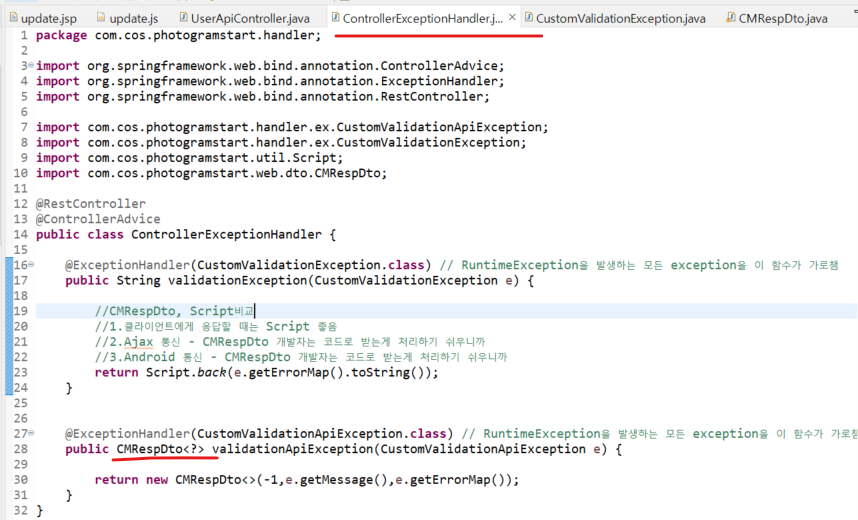 update.jsp update.js UserApiController.java ControllerExceptionHandler.j... CustomValidationException.java CMRespDto.java
1 package com.cos.photogramstart.handler;
2
3 import org.springframework.web.bind.annotation.ControllerAdvice;
4 import org.springframework.web.bind.annotation.ExceptionHandler;
5 import org.springframework.web.bind.annotation.RestController;
6
7 import com.cos.photogramstart.handler.ex.CustomValidationApiException;
8 import com.cos.photogramstart.handler.ex.CustomValidationException;
9 import com.cos.photogramstart.util.Script;
10 import com.cos.photogramstart.web.dto.CMRespDto;
11
12 @RestController
13 @ControllerAdvice
14 public class ControllerExceptionHandler {
15
16 @ExceptionHandler(CustomValidationException.class) // RuntimeException을 발생하는 모든 exception을 이 함수가 가로챔
17 public String validationException(CustomValidationException e) {
18
19 //CMRespDto, Script비교
20 //1.클라이언트에게 응답할 때는 Script 좋음
21 //2.Ajax 통신 - CMRespDto 개발자는 코드로 받는게 처리하기 쉬우니까
22 //3.Android 통신 - CMRespDto 개발자는 코드로 받는게 처리하기 쉬우니까
23 return Script.back(e.getErrorMap().toString());
24 }
25
26
27 @ExceptionHandler(CustomValidationApiException.class) // RuntimeException을 발생하는 모든 exception을 이 함수가 가로챔
28 public CMRespDto<?> validationApiException(CustomValidationApiException e) {
29
30 return new CMRespDto<>(-1,e.getMessage(),e.getErrorMap());
31 }
32 }